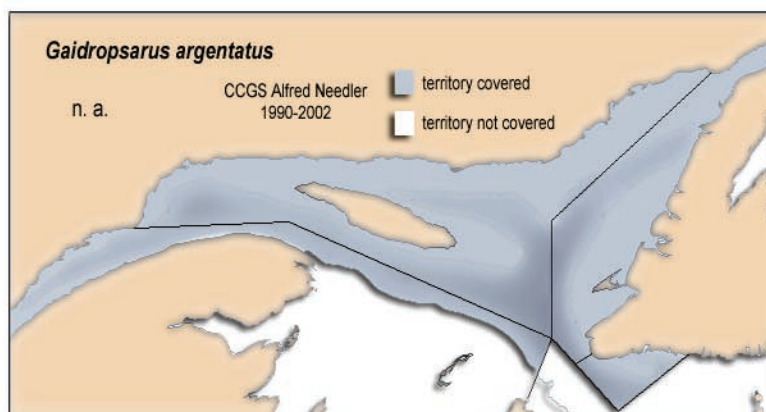 Gaidropsarus argentatus
n. a.
CCGS Alfred Needler
1990-2002
territory covered
territory not covered